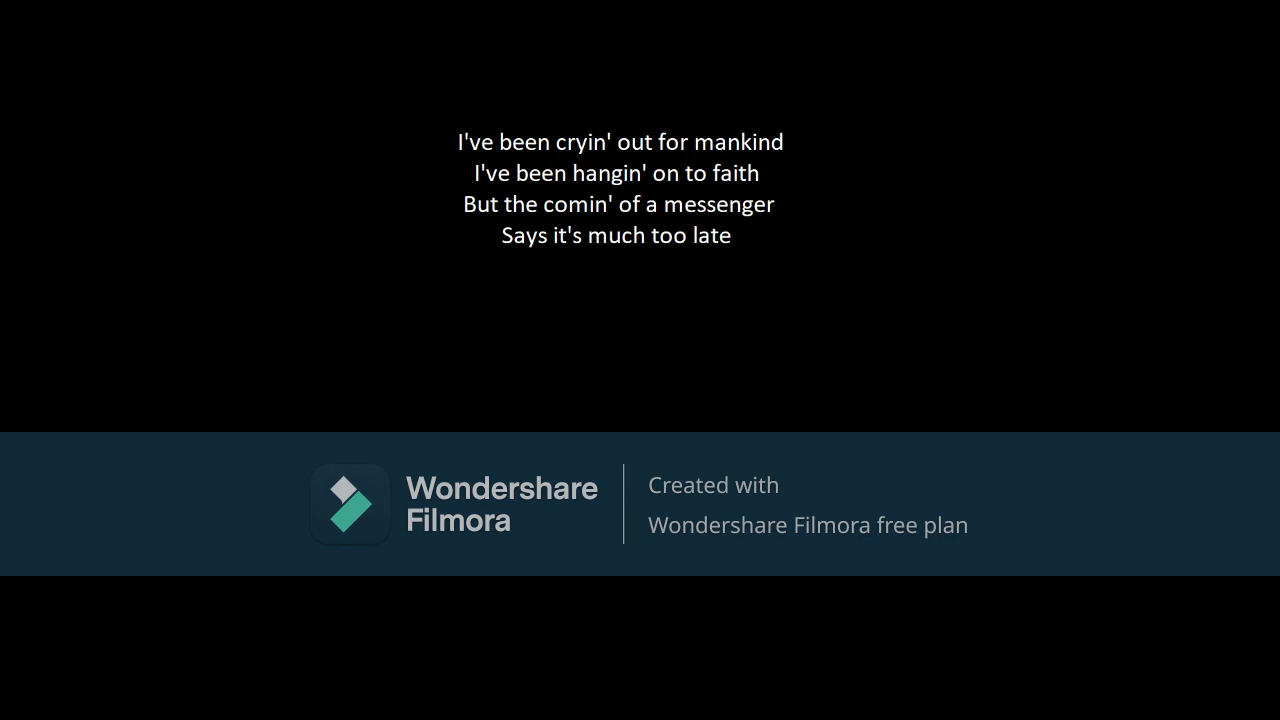 I've been cryin' out for mankind
I've been hangin' on to faith
But the comin' of a messenger
Says it's much too late
Wondershare
Filmora
Created with
Wondershare Filmora free plan